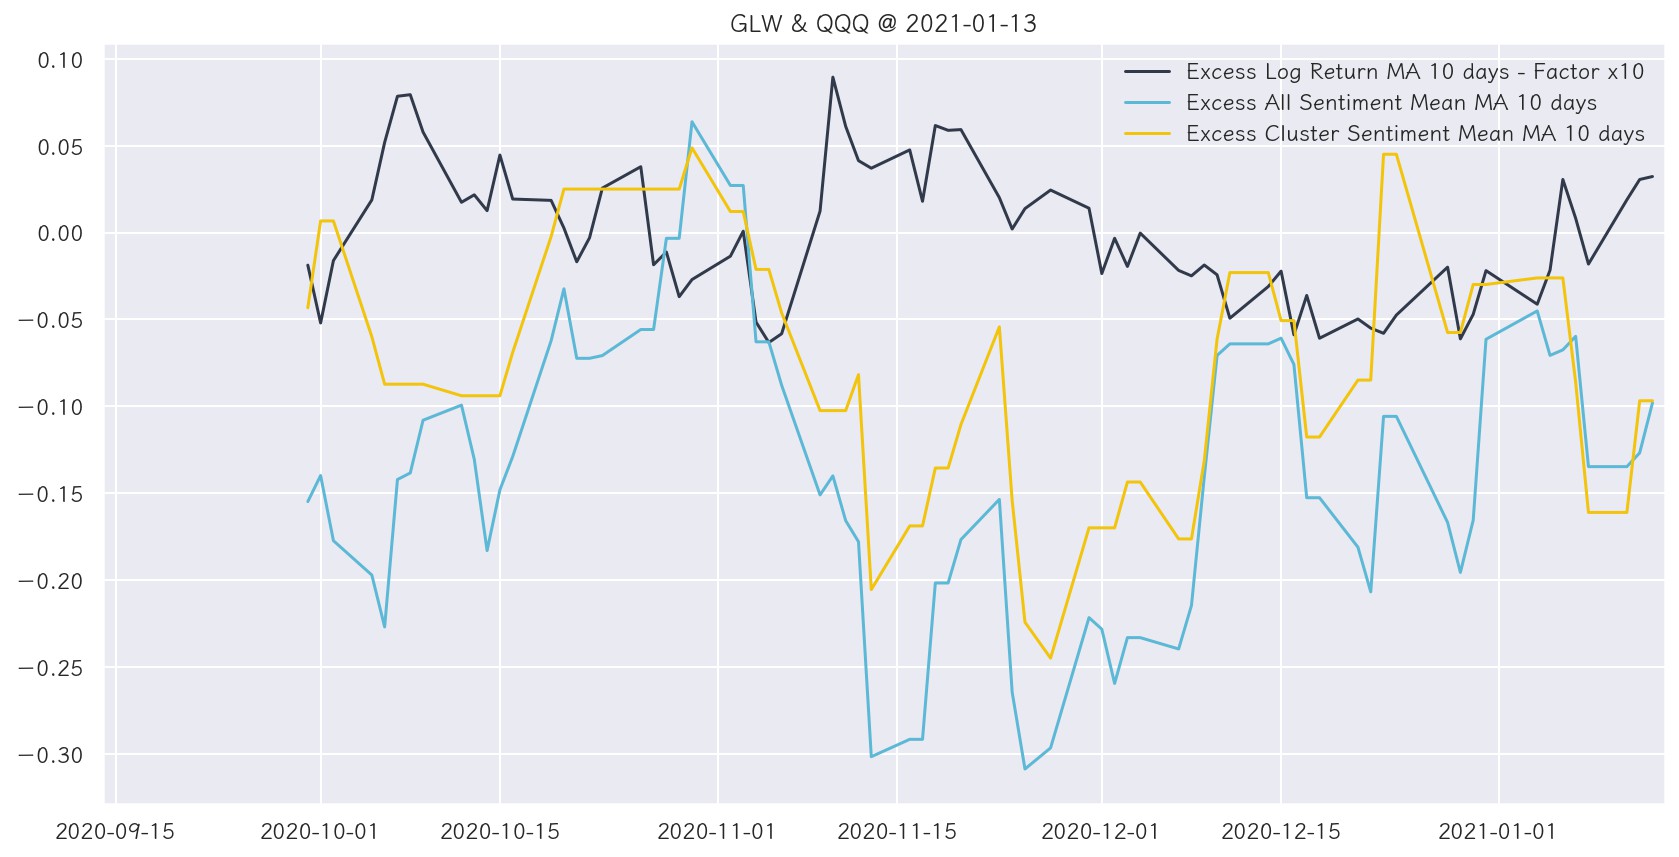 GLW & QQQ @ 2021-01-13
Excess Log Return MA 10 days - Factor x10
Excess All Sentiment Mean MA 10 days
Excess Cluster Sentiment Mean MA 10 days
0.10
0.05
0.00
−0.05
−0.10
−0.15
−0.20
−0.25
−0.30
2020-09-15 2020-10-01 2020-10-15 2020-11-01 2020-11-15 2020-12-01 2020-12-15 2021-01-01